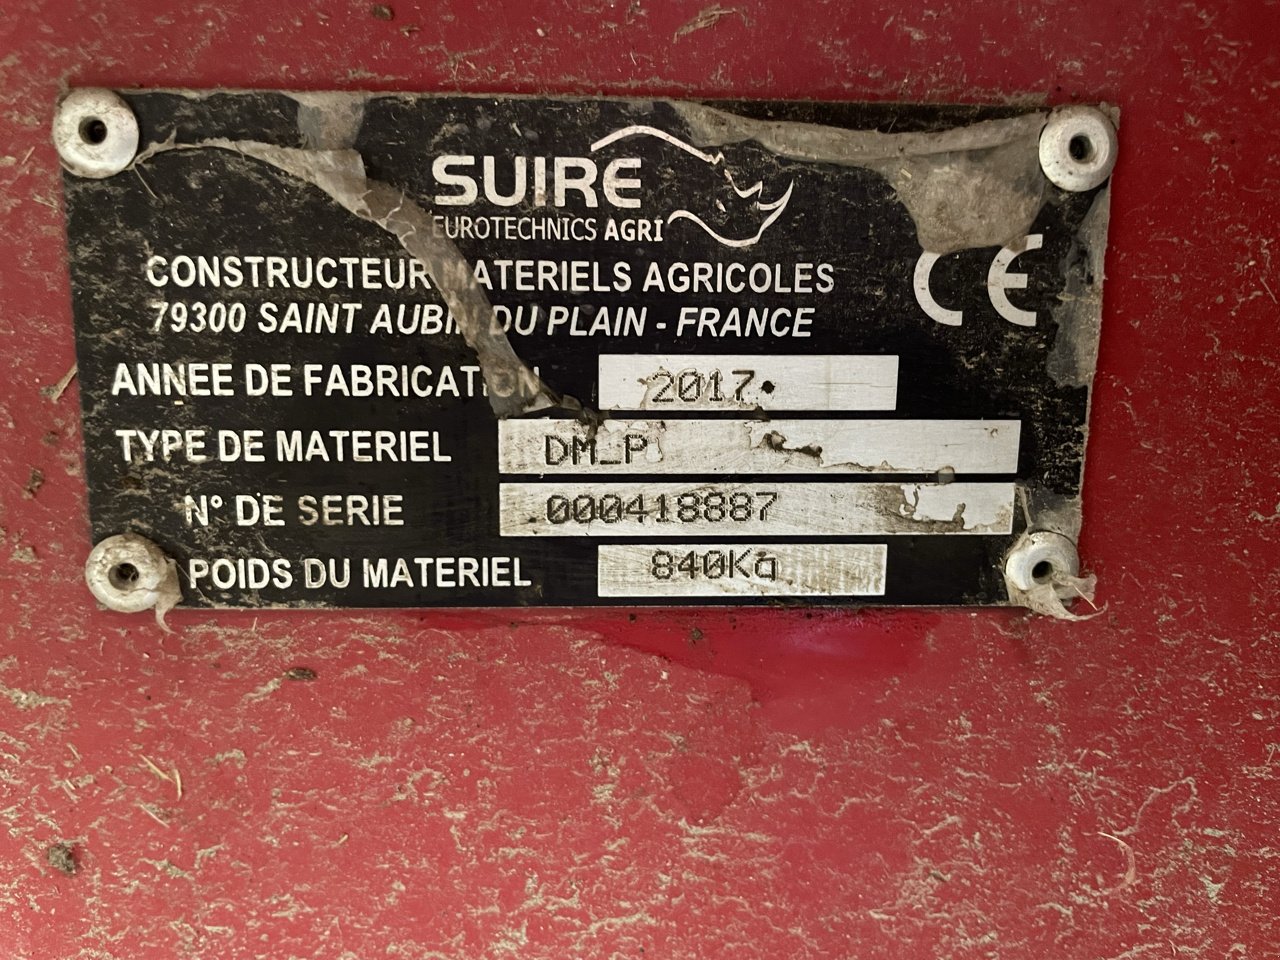 SUIRE
EUROTECHNICS AGRI
CONSTRUCTEUR MATERIELS AGRICOLES
79300 SAINT AUBIN DU PLAIN - FRANCE
CE
ANNEE DE FABRICATION 2017
TYPE DE MATERIEL DM_P
N° DE SERIE 000418887
POIDS DU MATERIEL 840Kg